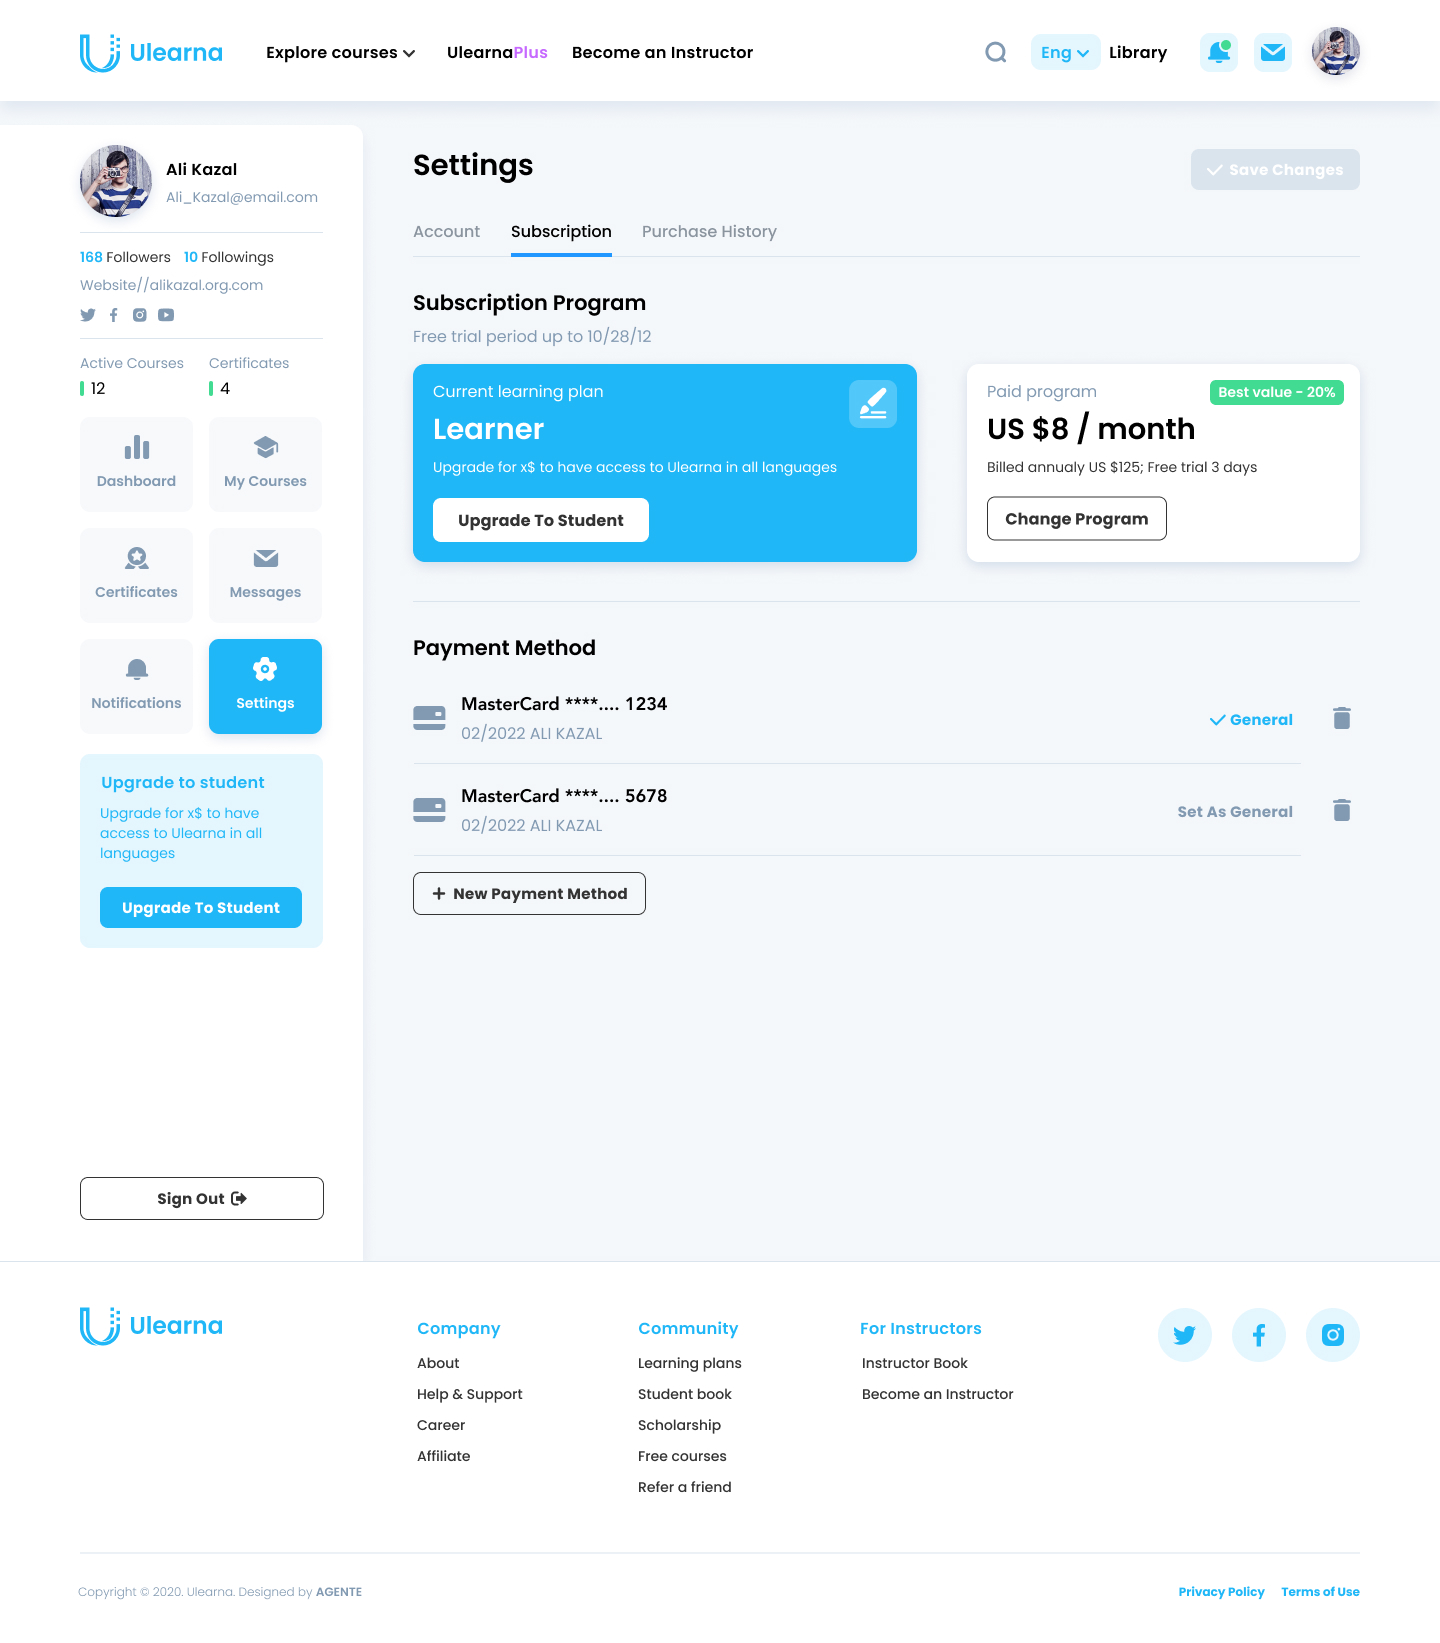 Ulearna
Explore courses
UlearnaPlus
Become an Instructor
Eng
Library
Ali Kazal
Ali_Kazal@email.com
168 Followers 10 Followings
Website//alikazal.org.com
Active Courses
12
Certificates
4
Dashboard
My Courses
Certificates
Messages
Notifications
Settings
Upgrade to student
Upgrade for x$ to have
access to Ulearna in all
languages
Upgrade To Student
Sign Out
Settings
Save Changes
Account
Subscription
Purchase History
Subscription Program
Free trial period up to 10/28/12
Current learning plan
Learner
Upgrade for x$ to have access to Ulearna in all languages
Upgrade To Student
Paid program
Best value - 20%
US $8 / month
Billed annualy US $125; Free trial 3 days
Change Program
Payment Method
MasterCard ****.... 1234
02/2022 ALI KAZAL
General
MasterCard ****.... 5678
02/2022 ALI KAZAL
Set As General
New Payment Method
Ulearna
Company
About
Help & Support
Career
Affiliate
Community
Learning plans
Student book
Scholarship
Free courses
Refer a friend
For Instructors
Instructor Book
Become an Instructor
Copyright © 2020. Ulearna. Designed by AGENTE
Privacy Policy
Terms of Use